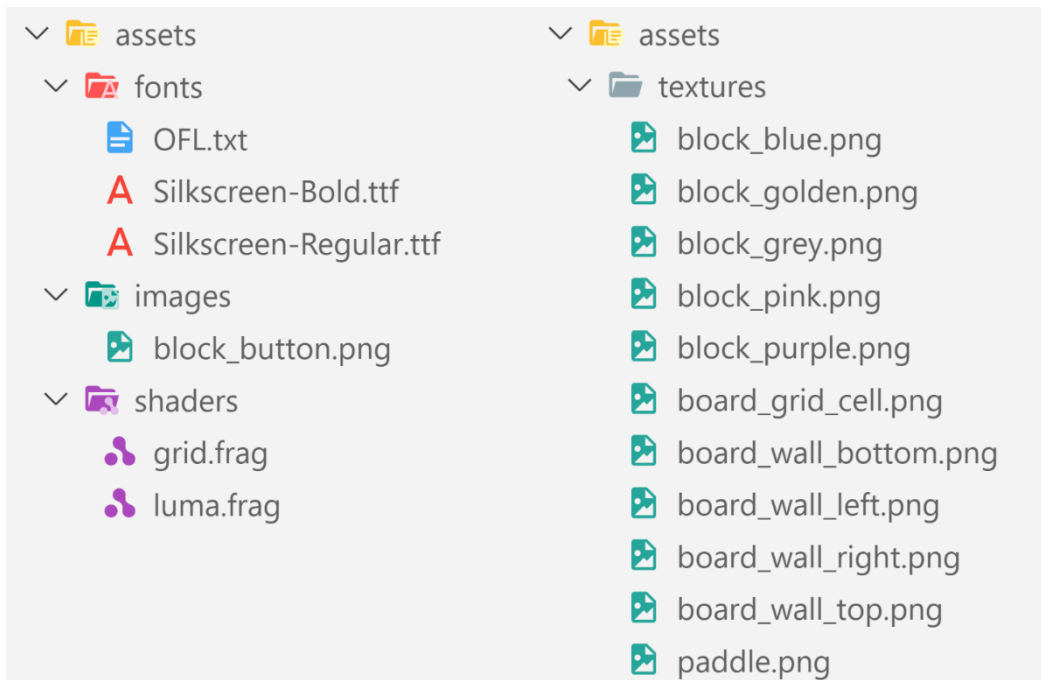 assets
fonts
OFL.txt
Silkscreen-Bold.ttf
Silkscreen-Regular.ttf
images
block_button.png
shaders
grid.frag
luma.frag
assets
textures
block_blue.png
block_golden.png
block_grey.png
block_pink.png
block_purple.png
board_grid_cell.png
board_wall_bottom.png
board_wall_left.png
board_wall_right.png
board_wall_top.png
paddle.png